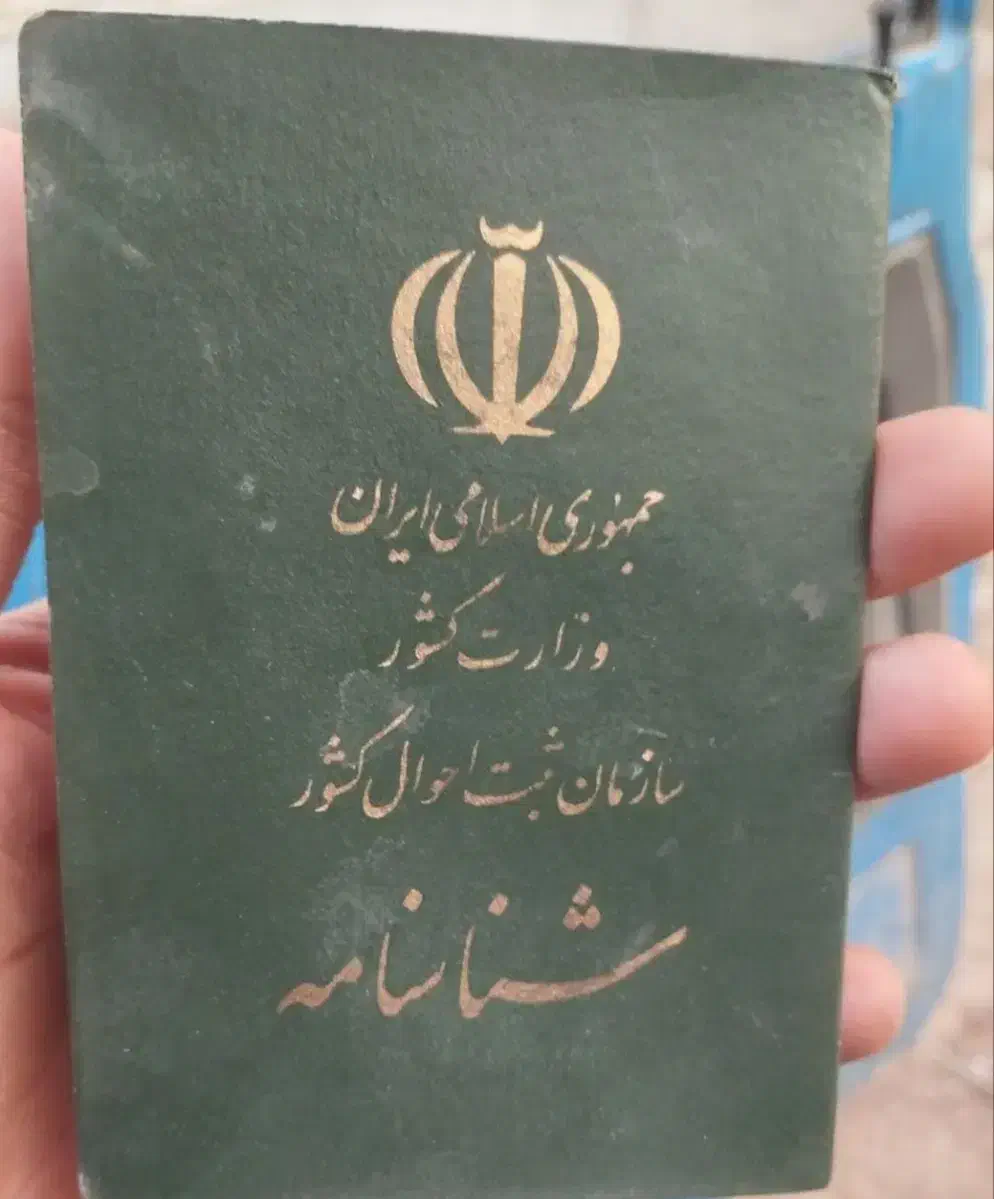 جمهوری اسلامی ایران
وزارت کشور
سازمان ثبت احوال کشور
شناسنامه